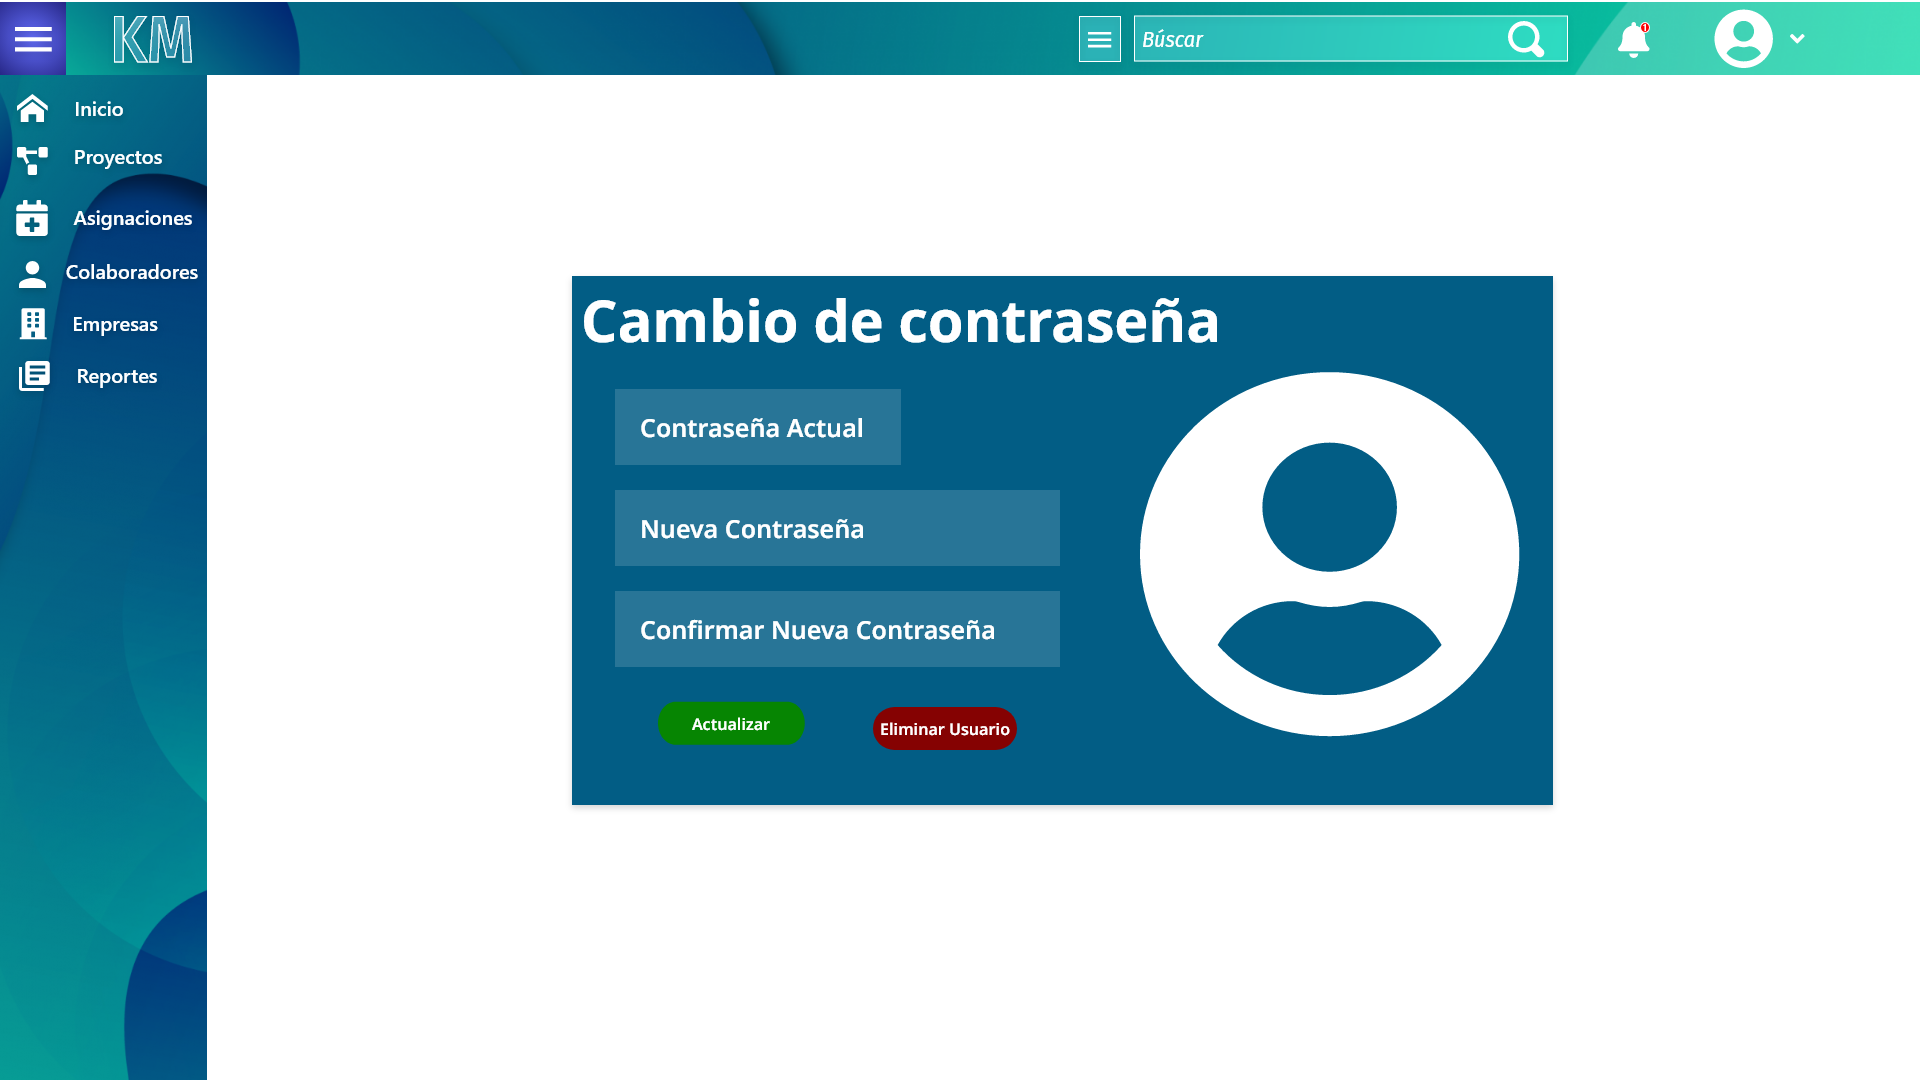 KM
Búscar
1
Inicio
Proyectos
Asignaciones
Colaboradores
Empresas
Reportes
Cambio de contraseña
Contraseña Actual
Nueva Contraseña
Confirmar Nueva Contraseña
Actualizar
Eliminar Usuario